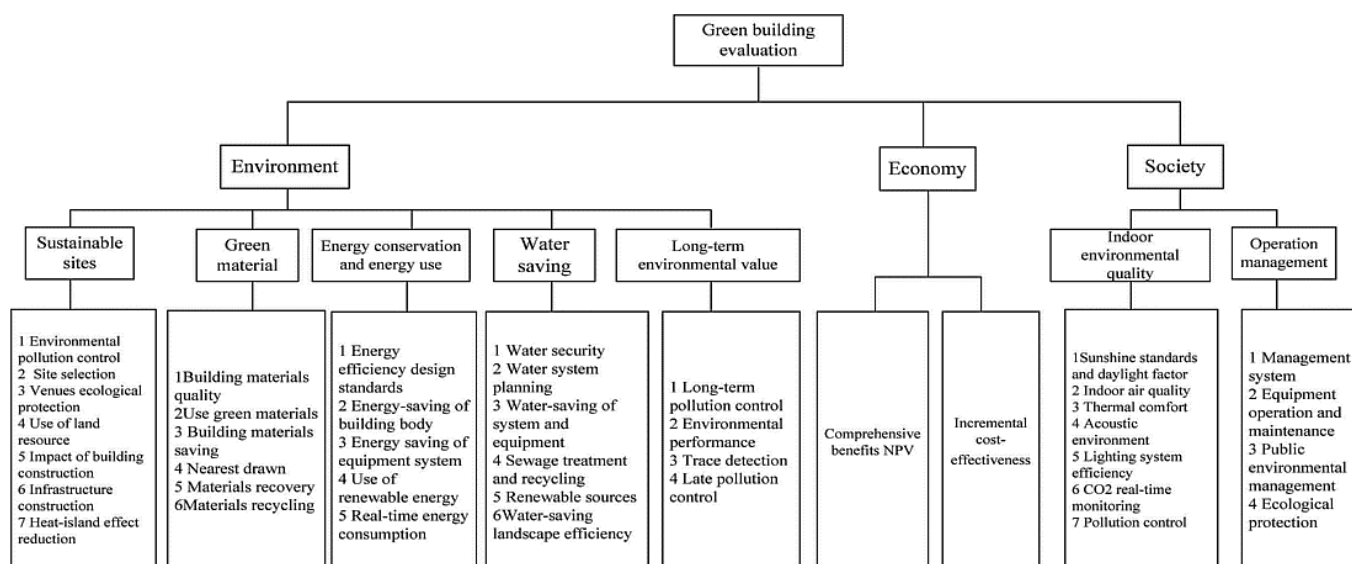 Green building
evaluation
Environment
Economy
Society
Sustainable
sites
Green
material
Energy conservation
and energy use
Water
saving
Long-term
environmental value
Indoor
environmental
quality
Operation
management
1 Environmental
pollution control
2 Site selection
3 Venues ecological
protection
4 Use of land
resource
5 Impact of building
construction
6 Infrastructure
construction
7 Heat-island effect
reduction
1Building materials
quality
2Use green materials
3 Building materials
saving
4 Nearest drawn
5 Materials recovery
6Materials recycling
1 Energy
efficiency design
standards
2 Energy-saving of
building body
3 Energy saving of
equipment system
4 Use of
renewable energy
5 Real-time energy
consumption
1 Water security
2 Water system
planning
3 Water-saving of
system and
equipment
4 Sewage treatment
and recycling
5 Renewable sources
6Water-saving
landscape efficiency
1 Long-term
pollution control
2 Environmental
performance
3 Trace detection
4 Late pollution
control
Comprehensive
benefits NPV
Incremental
cost-
effectiveness
1Sunshine standards
and daylight factor
2 Indoor air quality
3 Thermal comfort
4 Acoustic
environment
5 Lighting system
efficiency
6 CO2 real-time
monitoring
7 Pollution control
1 Management
system
2 Equipment
operation and
maintenance
3 Public
environmental
management
4 Ecological
protection